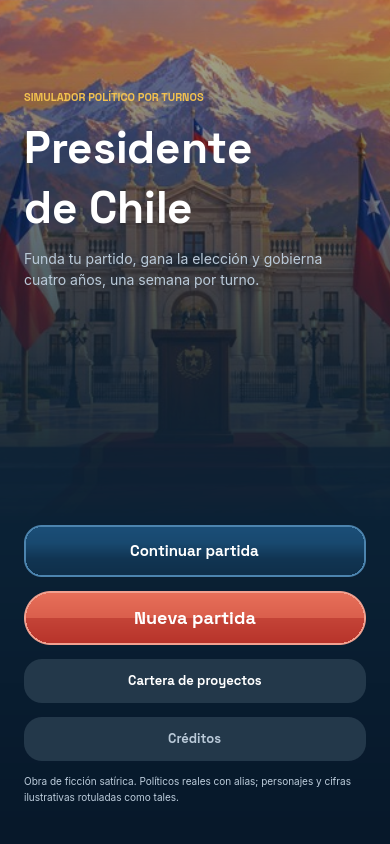 SIMULADOR POLÍTICO POR TURNOS
Presidente
de Chile
Funda tu partido, gana la elección y gobierna
cuatro años, una semana por turno.
Continuar partida
Nueva partida
Cartera de proyectos
Créditos
Obra de ficción satírica. Políticos reales con alias; personajes y cifras
ilustrativas rotuladas como tales.